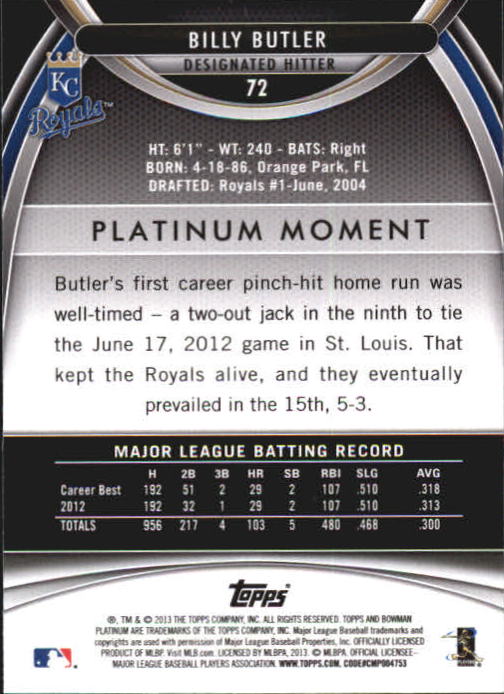 BILLY BUTLER
DESIGNATED HITTER
72
KC
Royals™
HT: 6'1" - WT: 240 - BATS: Right
BORN: 4-18-86, Orange Park, FL
DRAFTED: Royals #1-June, 2004
PLATINUM MOMENT
Butler's first career pinch-hit home run was
well-timed – a two-out jack in the ninth to tie
the June 17, 2012 game in St. Louis. That
kept the Royals alive, and they eventually
prevailed in the 15th, 5-3.
MAJOR LEAGUE BATTING RECORD
H 2B 3B HR SB RBI SLG AVG
Career Best 192 51 2 29 2 107 .510 .318
2012 192 32 1 29 2 107 .510 .313
TOTALS 956 217 4 103 5 480 .468 .300
topps®
®, TM & © 2013 THE TOPPS COMPANY, INC. ALL RIGHTS RESERVED. TOPPS AND BOWMAN
PLATINUM ARE TRADEMARKS OF THE TOPPS COMPANY, INC. Major League Baseball trademarks and
copyrights are used with permission of Major League Baseball Properties, Inc. OFFICIALLY LICENSED
PRODUCT OF MLBP. Visit MLB.com. LICENSED BY MLBPA, 2013. © MLBPA. OFFICIAL LICENSEE–
MAJOR LEAGUE BASEBALL PLAYERS ASSOCIATION. WWW.TOPPS.COM. CODE#CMP004753